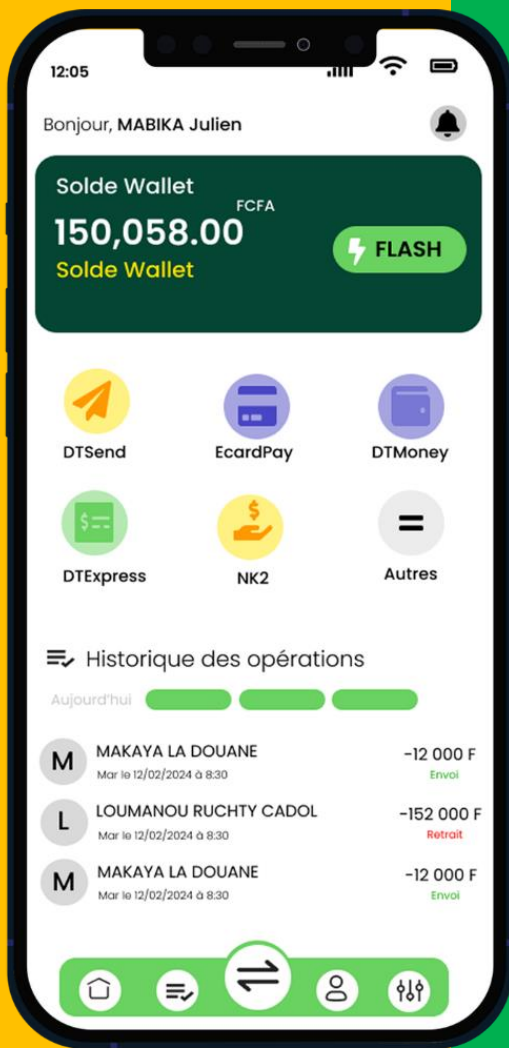 12:05
Bonjour, MABIKA Julien
Solde Wallet
FCFA
150,058.00
Solde Wallet
FLASH
DTSend EcardPay DTMoney
DTExpress NK2 Autres
Historique des opérations
Aujourd'hui
M MAKAYA LA DOUANE -12 000 F
Mar le 12/02/2024 à 8:30 Envoi
L LOUMANOU RUCHTY CADOL -152 000 F
Mar le 12/02/2024 à 8:30 Retrait
M MAKAYA LA DOUANE -12 000 F
Mar le 12/02/2024 à 8:30 Envoi